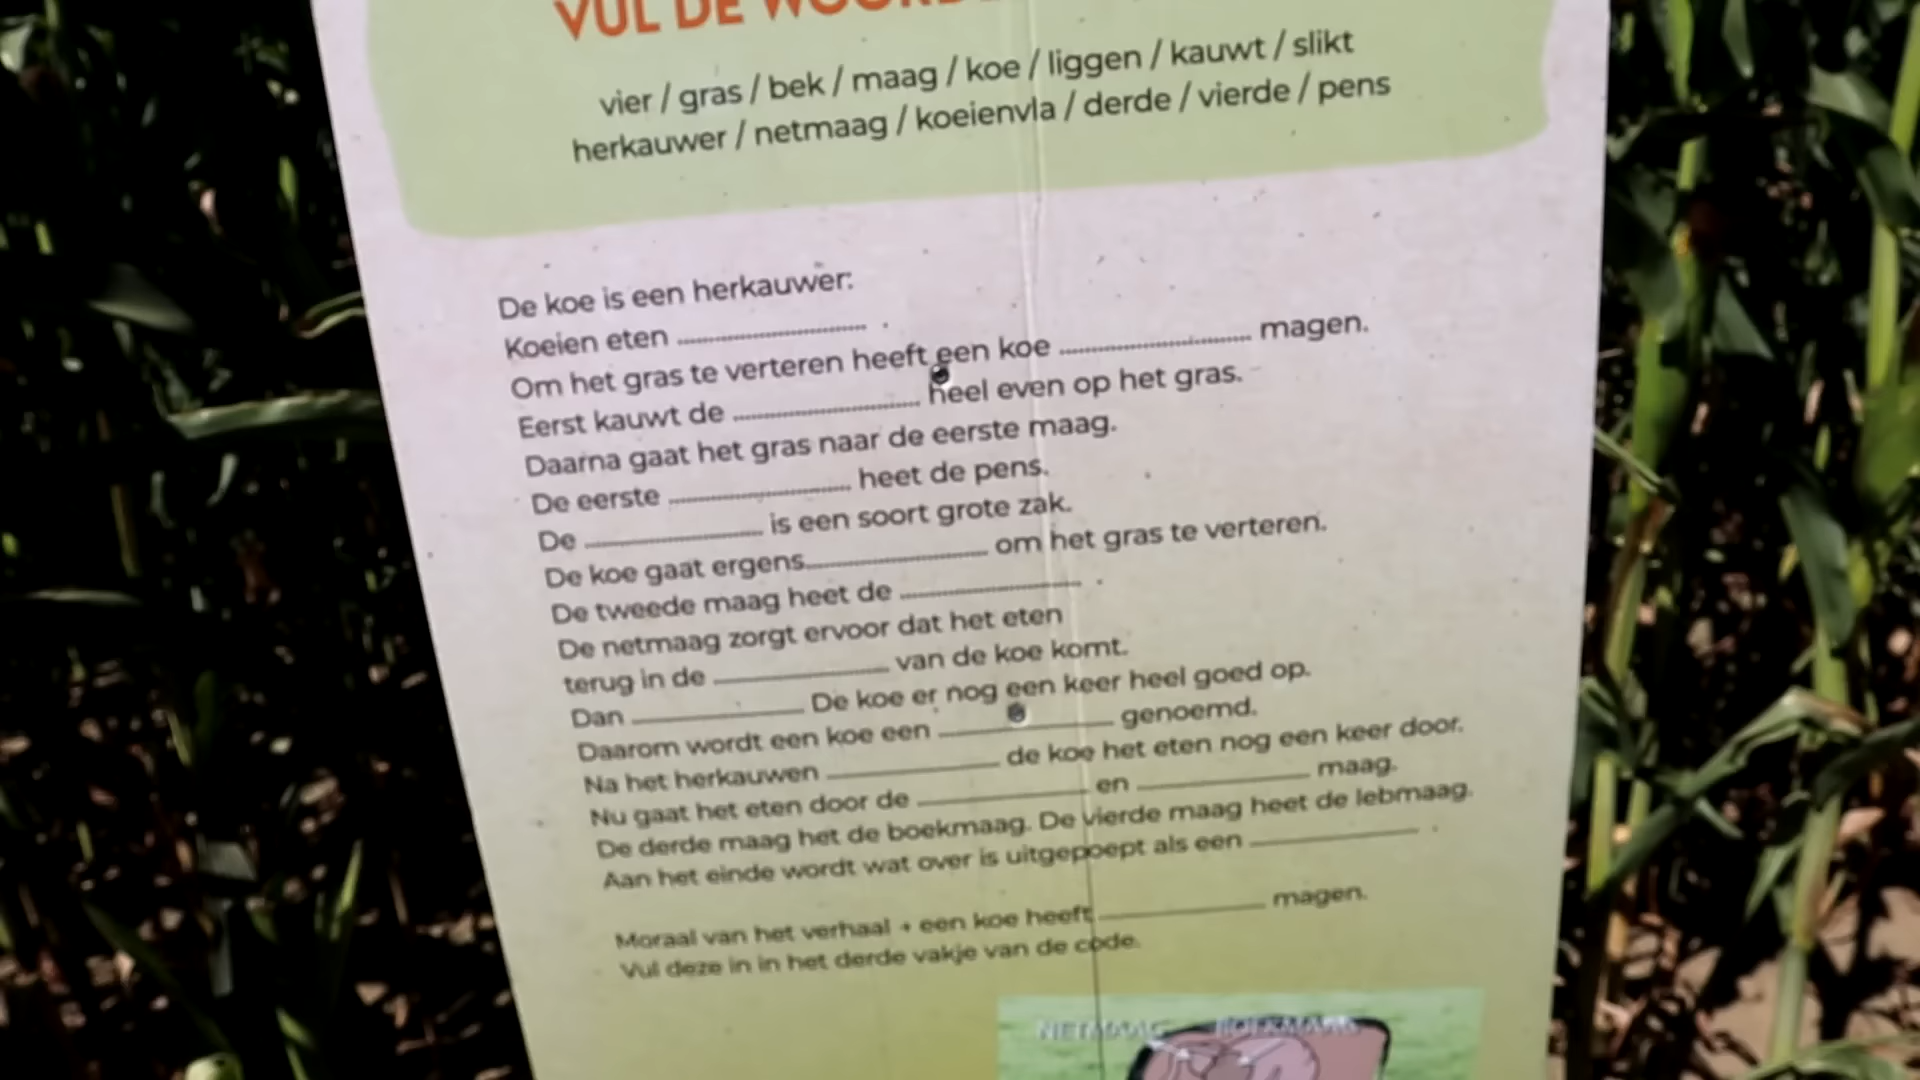 VUL DE
vier / gras / bek / maag / koe / liggen / kauwt / slikt
herkauwer / netmaag / koeienvla / derde / vierde / pens
De koe is een herkauwer:
Koeien eten .................... .
Om het gras te verteren heeft een koe .................... magen.
Eerst kauwt de .................... heel even op het gras.
Daarna gaat het gras naar de eerste maag.
De eerste .................... heet de pens.
De .................... is een soort grote zak.
De koe gaat ergens.................... om het gras te verteren.
De tweede maag heet de .................... .
De netmaag zorgt ervoor dat het eten
terug in de .................... van de koe komt.
Dan .................... De koe er nog een keer heel goed op.
Daarom wordt een koe een .................... genoemd.
Na het herkauwen .................... de koe het eten nog een keer door.
Nu gaat het eten door de .................... en .................... maag.
De derde maag het de boekmaag. De vierde maag heet de lebmaag.
Aan het einde wordt wat over is uitgepoept als een .................... .
Moraal van het verhaal + een koe heeft .................... magen.
Vul deze in in het derde vakje van de code.
NETMAAG BOEKMAAG